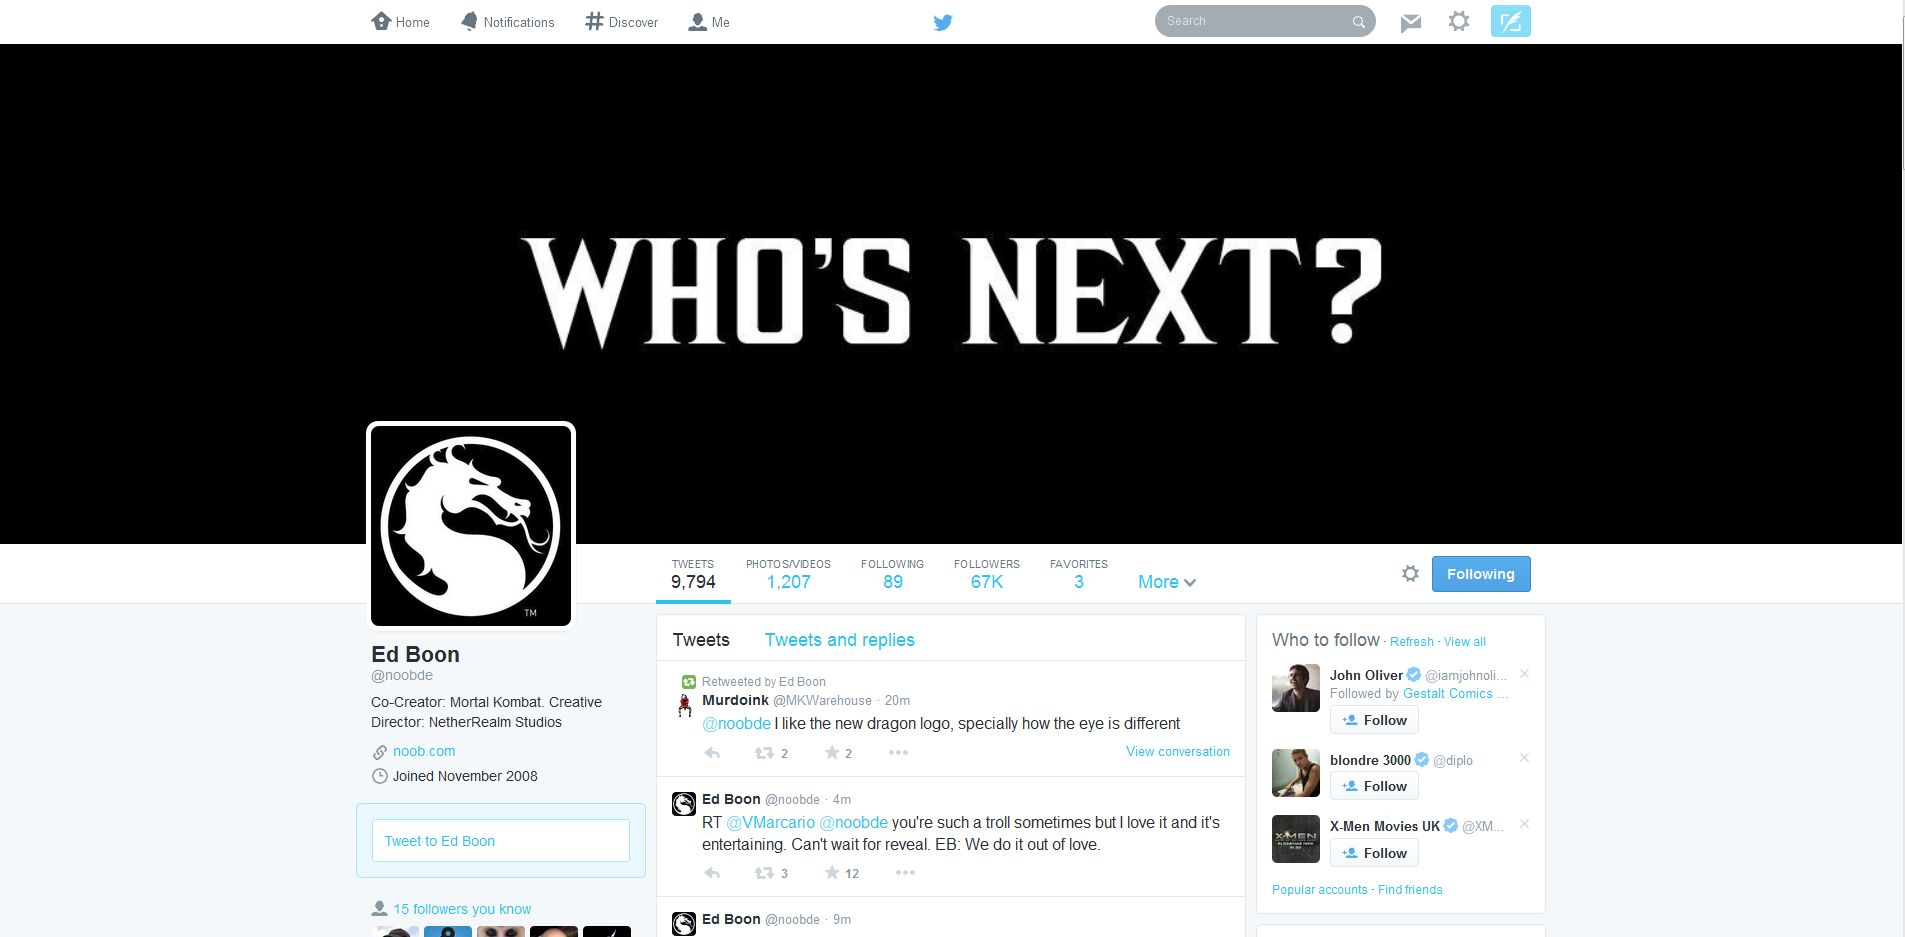 Home Notifications # Discover Me Search
WHO'S NEXT?
TM
TWEETS PHOTOS/VIDEOS FOLLOWING FOLLOWERS FAVORITES
9,794 1,207 89 67K 3 More Following
Ed Boon
@noobde
Co-Creator: Mortal Kombat. Creative
Director: NetherRealm Studios
noob.com
Joined November 2008
Tweet to Ed Boon
15 followers you know
Tweets Tweets and replies
Retweeted by Ed Boon
Murdoink @MKWarehouse · 20m
@noobde I like the new dragon logo, specially how the eye is different
2 2 ••• View conversation
Ed Boon @noobde · 4m
RT @VMarcario @noobde you're such a troll sometimes but I love it and it's
entertaining. Can't wait for reveal. EB: We do it out of love.
3 12 •••
Ed Boon @noobde · 9m
Who to follow · Refresh · View all
John Oliver @iamjohnoli...
Followed by Gestalt Comics ...
Follow
blondre 3000 @diplo
Follow
X-MEN
X-Men Movies UK @XM...
Follow
Popular accounts · Find friends